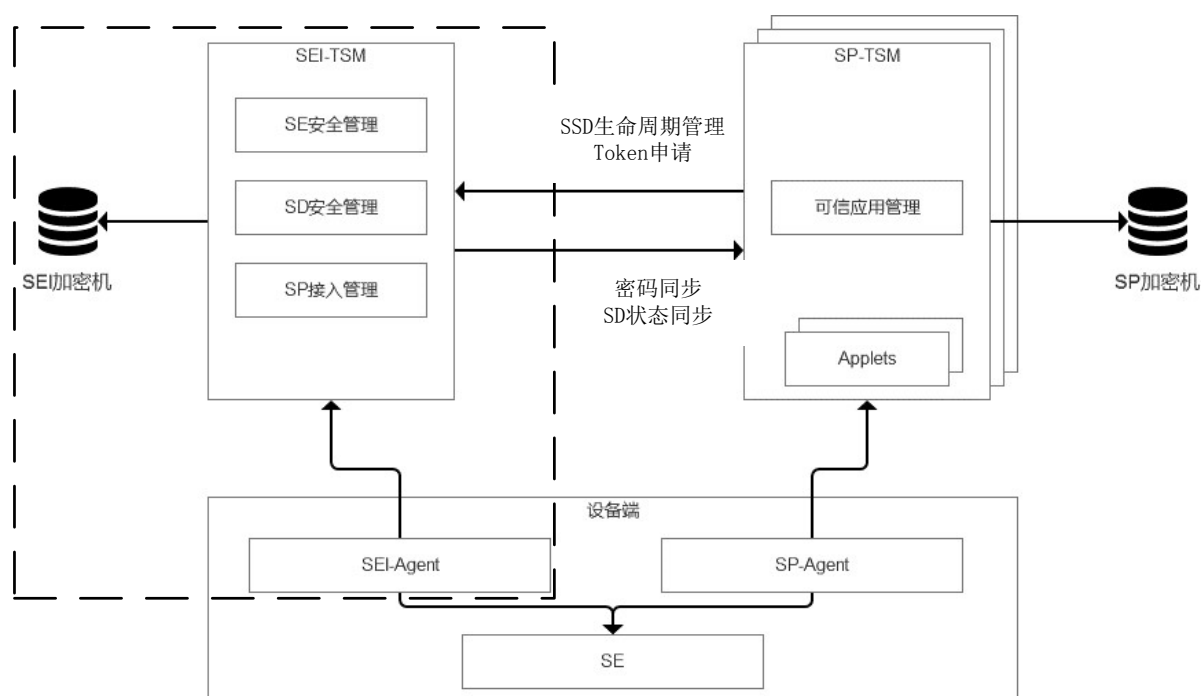 SEI-TSM
SP-TSM
SE安全管理
SSD生命周期管理
Token申请
SD安全管理
可信应用管理
SEI加密机
SP加密机
SP接入管理
密码同步
SD状态同步
Applets
设备端
SEI-Agent
SP-Agent
SE